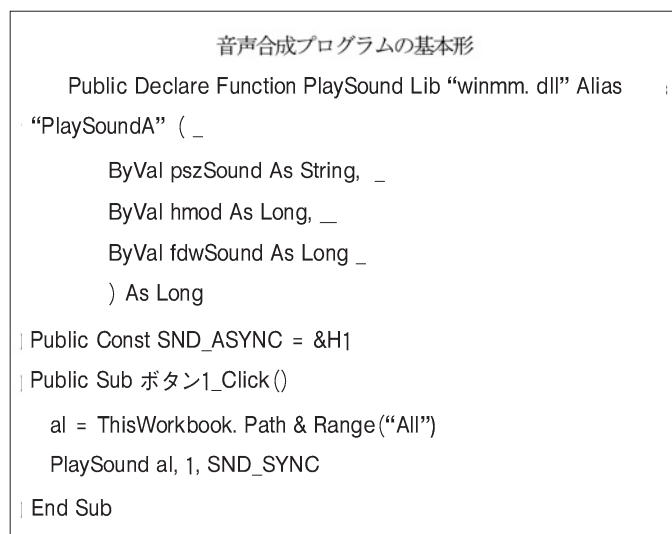 音声合成プログラムの基本形
Public Declare Function PlaySound Lib “winmm. dll” Alias
“PlaySoundA” ( _
ByVal pszSound As String, _
ByVal hmod As Long, __
ByVal fdwSound As Long _
) As Long
Public Const SND_ASYNC = &H1
Public Sub ボタン1_Click()
al = ThisWorkbook. Path & Range(“All”)
PlaySound al, 1, SND_SYNC
End Sub